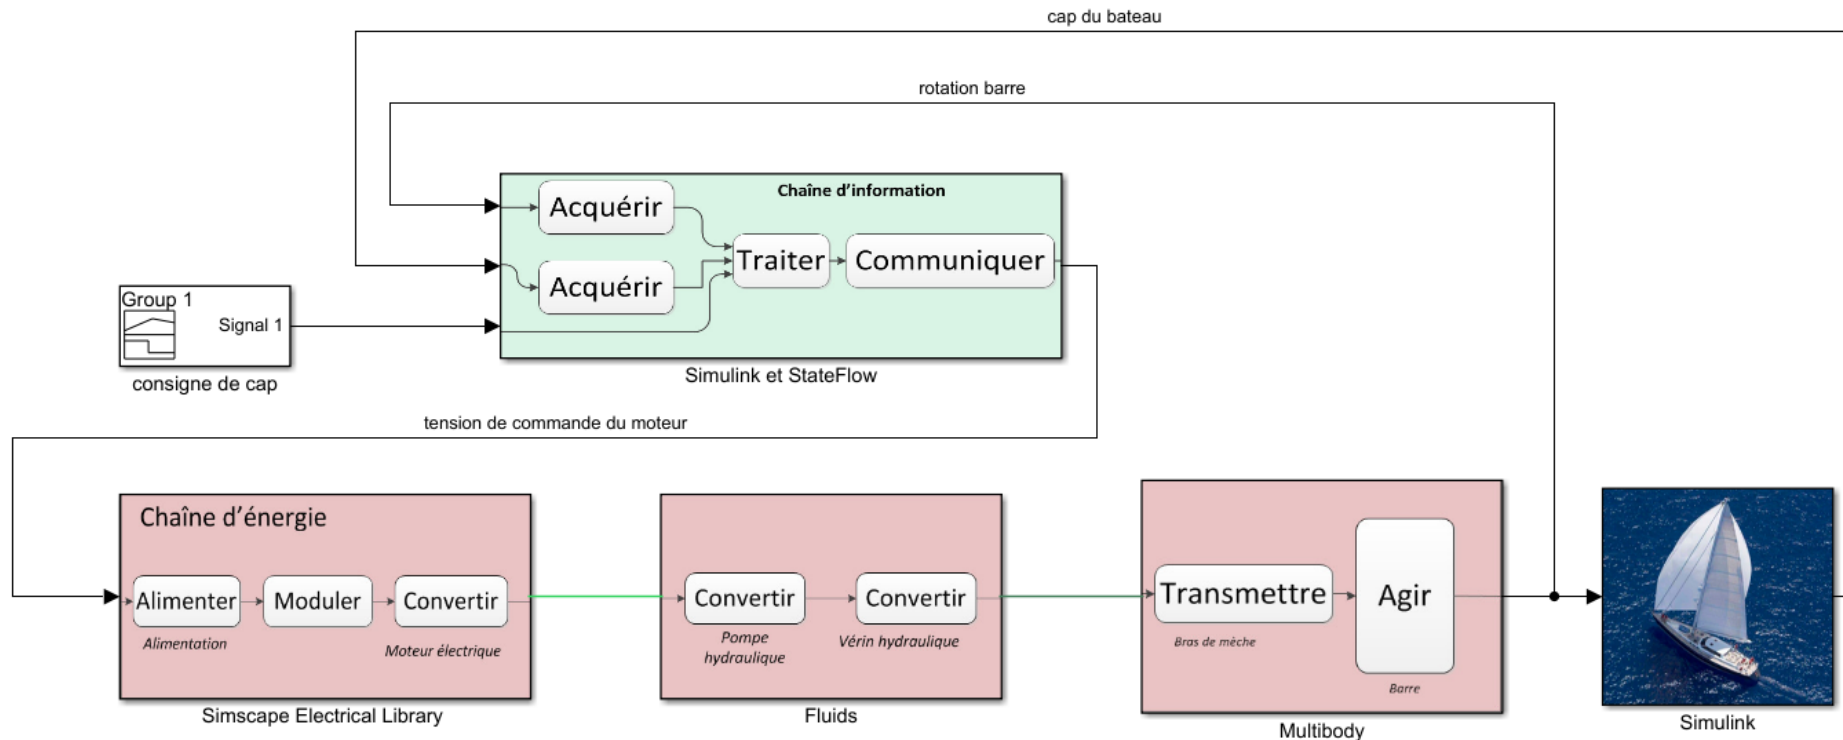 cap du bateau
rotation barre
Chaîne d'information
Acquérir
Acquérir
Traiter
Communiquer
Group 1
Signal 1
consigne de cap
Simulink et StateFlow
tension de commande du moteur
Chaîne d'énergie
Alimenter
Moduler
Convertir
Alimentation
Moteur électrique
Simscape Electrical Library
Convertir
Convertir
Pompe
hydraulique
Vérin hydraulique
Fluids
Transmettre
Agir
Bras de mèche
Barre
Multibody
Simulink